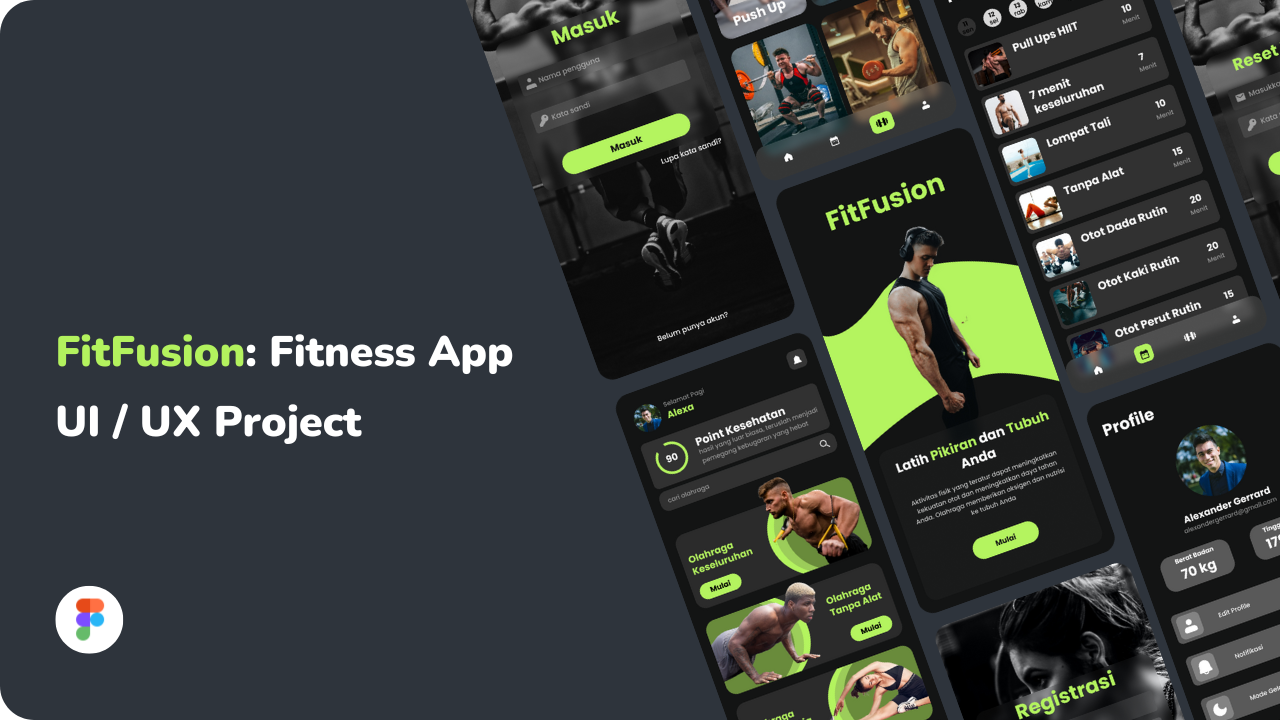 FitFusion: Fitness App
UI / UX Project
Masuk
Nama pengguna
Kata sandi
Masuk
Lupa kata sandi?
Belum punya akun?
Selamat Pagi
Alexa
90
Point Kesehatan
hasil yang luar biasa, teruslah menjadi
pemegang kebugaran yang hebat
cari olahraga
Olahraga
Keseluruhan
Mulai
Olahraga
Tanpa Alat
Mulai
Push Up
FitFusion
Latih Pikiran dan Tubuh
Anda
Aktivitas fisik yang teratur dapat meningkatkan
kekuatan otot dan meningkatkan daya tahan
Anda. Olahraga memberikan oksigen dan nutrisi
ke tubuh Anda
Mulai
Registrasi
12
sel
13
rab
Pull Ups HIIT
10
Menit
7 menit
keseluruhan
7
Menit
Lompat Tali
10
Menit
Tanpa Alat
15
Menit
Otot Dada Rutin
20
Menit
Otot Kaki Rutin
20
Menit
Otot Perut Rutin
15
Profile
Alexander Gerrard
alexandergerrard@gmail.com
Berat Badan
70 kg
Edit Profile
Notifikasi
Reset
Kata